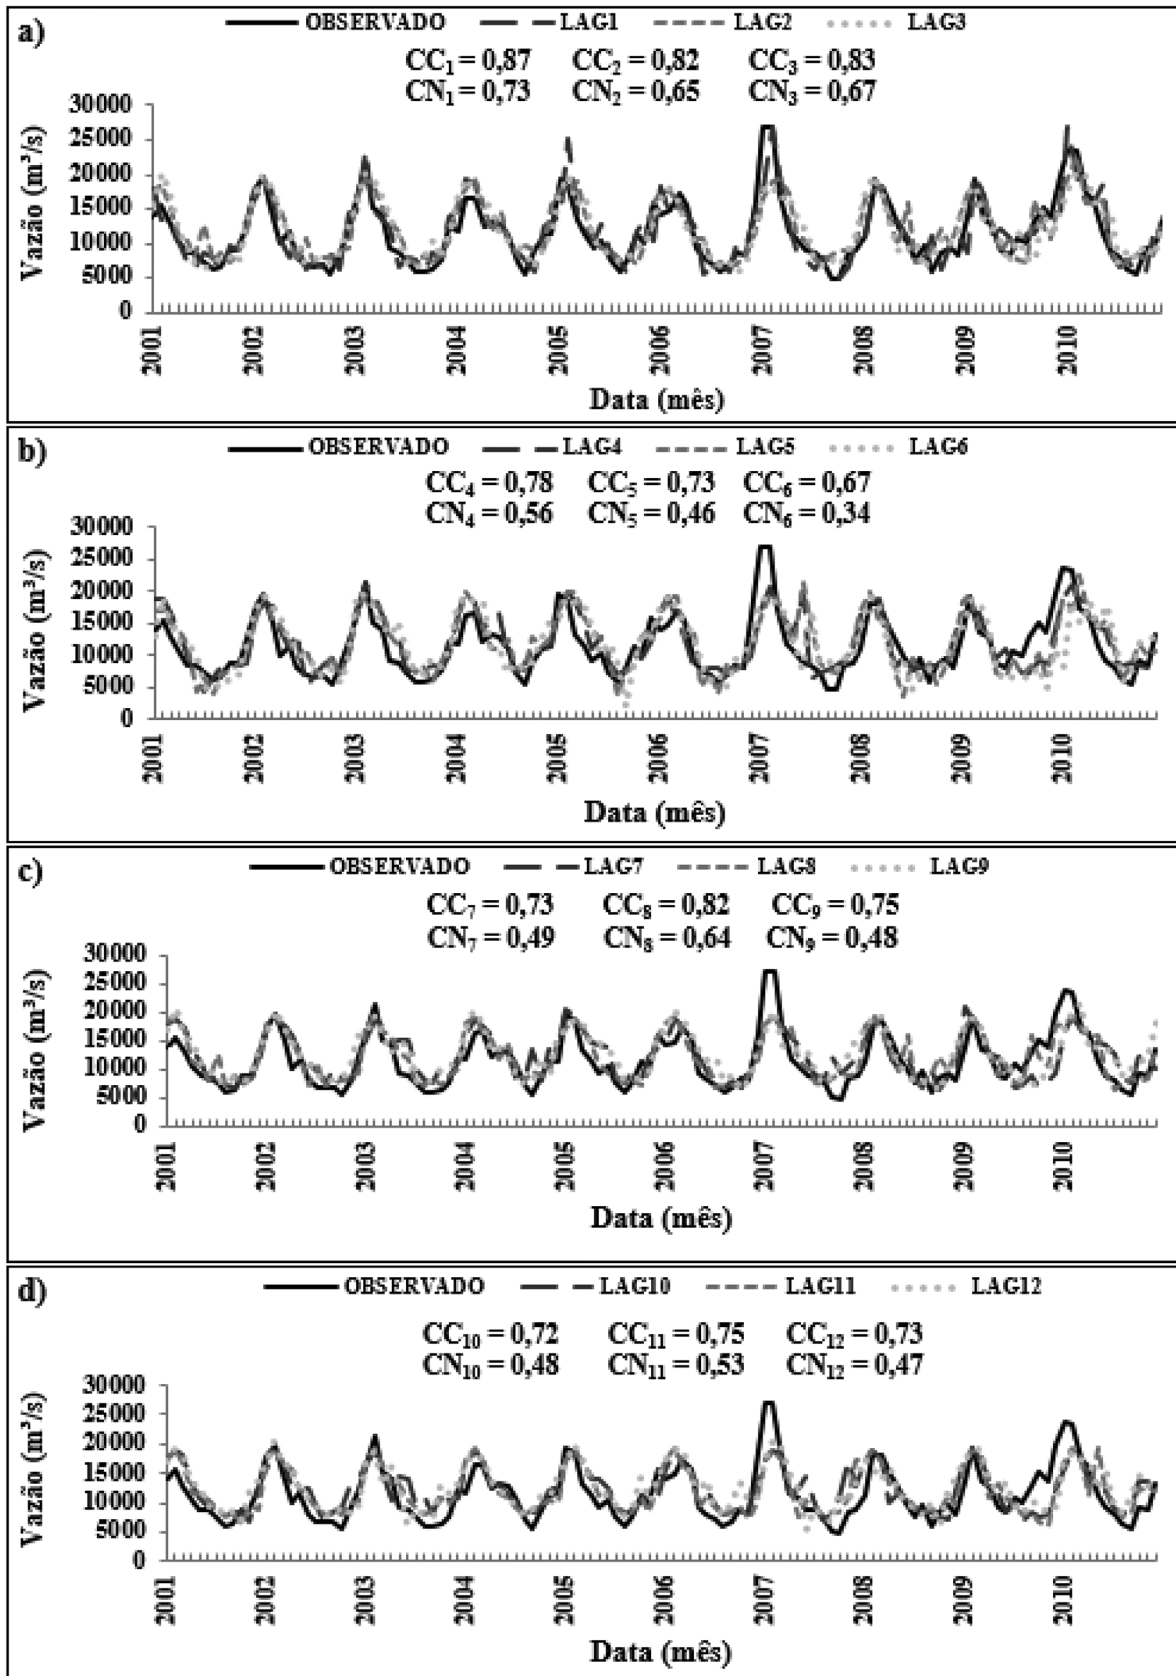 a)
OBSERVADO LAG1 LAG2 LAG3
CC1 = 0,87 CC2 = 0,82 CC3 = 0,83
CN1 = 0,73 CN2 = 0,65 CN3 = 0,67
Vazão (m³/s)
30000
25000
20000
15000
10000
5000
0
2001 2002 2003 2004 2005 2006 2007 2008 2009 2010
Data (mês)
b)
OBSERVADO LAG4 LAG5 LAG6
CC4 = 0,78 CC5 = 0,73 CC6 = 0,67
CN4 = 0,56 CN5 = 0,46 CN6 = 0,34
Vazão (m³/s)
30000
25000
20000
15000
10000
5000
0
2001 2002 2003 2004 2005 2006 2007 2008 2009 2010
Data (mês)
c)
OBSERVADO LAG7 LAG8 LAG9
CC7 = 0,73 CC8 = 0,82 CC9 = 0,75
CN7 = 0,49 CN8 = 0,64 CN9 = 0,48
Vazão (m³/s)
30000
25000
20000
15000
10000
5000
0
2001 2002 2003 2004 2005 2006 2007 2008 2009 2010
Data (mês)
d)
OBSERVADO LAG10 LAG11 LAG12
CC10 = 0,72 CC11 = 0,75 CC12 = 0,73
CN10 = 0,48 CN11 = 0,53 CN12 = 0,47
Vazão (m³/s)
30000
25000
20000
15000
10000
5000
0
2001 2002 2003 2004 2005 2006 2007 2008 2009 2010
Data (mês)